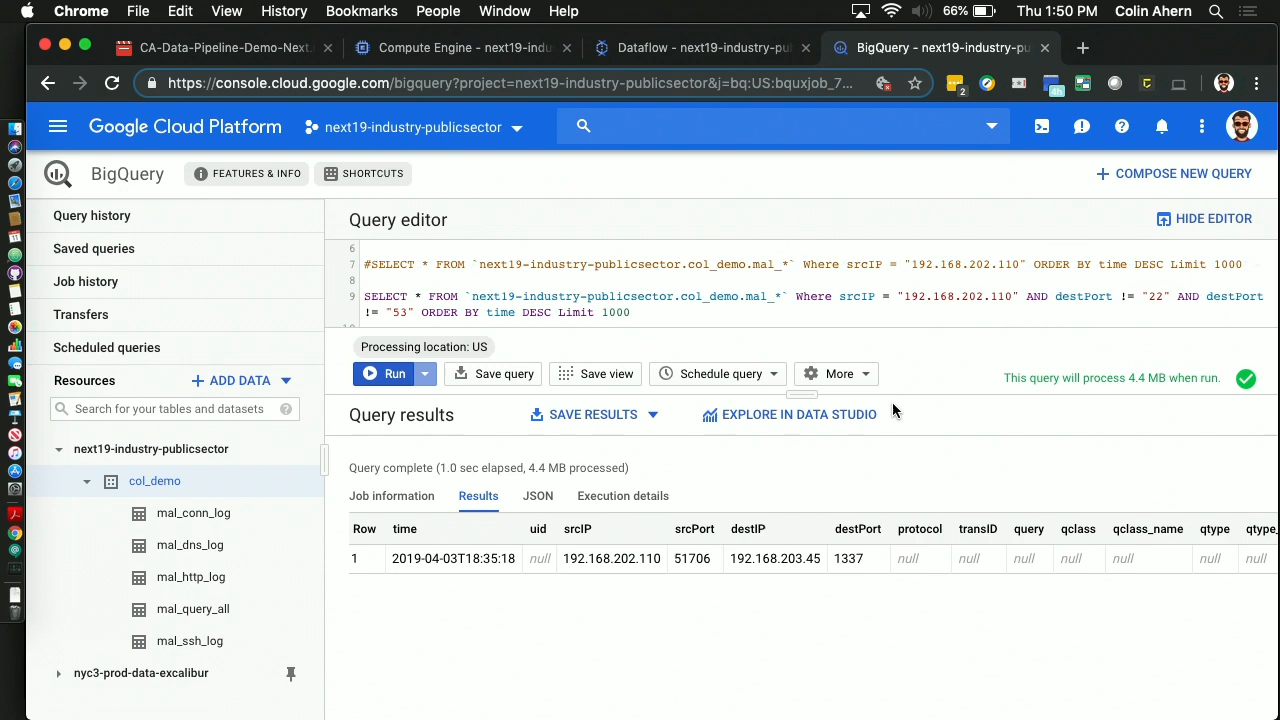 Chrome File Edit View History Bookmarks People Window Help 66% Thu 1:50 PM Colin Ahern
CA-Data-Pipeline-Demo-Next. Compute Engine - next19-indu Dataflow - next19-industry-pu BigQuery - next19-industry-pu
https://console.cloud.google.com/bigquery?project=next19-industry-publicsector&j=bq:US:bquxjob_7... 2 4h
Google Cloud Platform next19-industry-publicsector
BigQuery FEATURES & INFO SHORTCUTS COMPOSE NEW QUERY
Query history
Saved queries
Job history
Transfers
Scheduled queries
Resources ADD DATA
Search for your tables and datasets
next19-industry-publicsector
col_demo
mal_conn_log
mal_dns_log
mal_http_log
mal_query_all
mal_ssh_log
nyc3-prod-data-excalibur
Query editor HIDE EDITOR
6
7 #SELECT * FROM `next19-industry-publicsector.col_demo.mal_*` Where srcIP = "192.168.202.110" ORDER BY time DESC Limit 1000
8
9 SELECT * FROM `next19-industry-publicsector.col_demo.mal_*` Where srcIP = "192.168.202.110" AND destPort != "22" AND destPort
!= "53" ORDER BY time DESC Limit 1000
Processing location: US
Run Save query Save view Schedule query More This query will process 4.4 MB when run.
Query results SAVE RESULTS EXPLORE IN DATA STUDIO
Query complete (1.0 sec elapsed, 4.4 MB processed)
Job information Results JSON Execution details
Row time uid srcIP srcPort destIP destPort protocol transID query qclass qclass_name qtype qtype_
1 2019-04-03T18:35:18 null 192.168.202.110 51706 192.168.203.45 1337 null null null null null null null